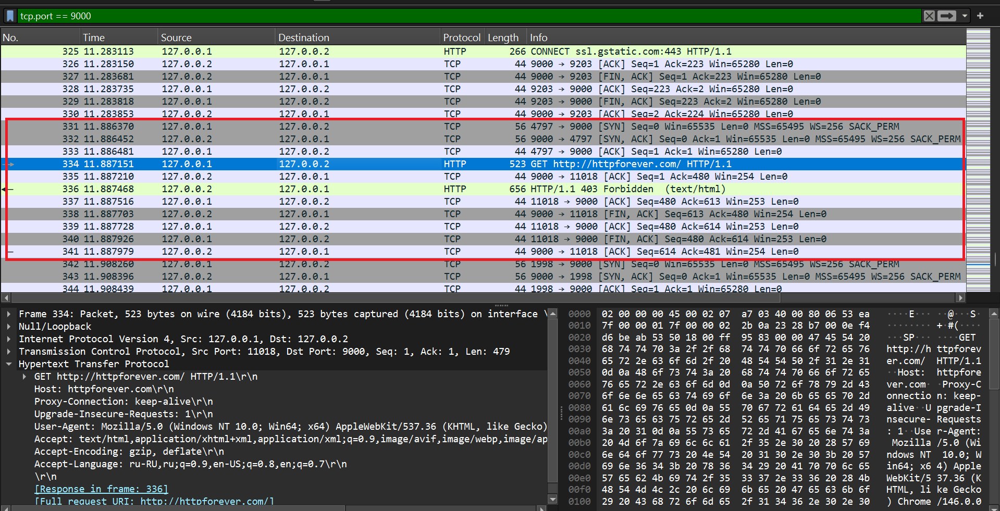 tcp.port == 9000
No. Time Source Destination Protocol Length Info
325 11.283113 127.0.0.1 127.0.0.2 HTTP 266 CONNECT ssl.gstatic.com:443 HTTP/1.1
326 11.283150 127.0.0.2 127.0.0.1 TCP 44 9000 → 9203 [ACK] Seq=1 Ack=223 Win=65280 Len=0
327 11.283681 127.0.0.2 127.0.0.1 TCP 44 9000 → 9203 [FIN, ACK] Seq=1 Ack=223 Win=65280 Len=0
328 11.283735 127.0.0.1 127.0.0.2 TCP 44 9203 → 9000 [ACK] Seq=223 Ack=2 Win=65280 Len=0
329 11.283818 127.0.0.1 127.0.0.2 TCP 44 9203 → 9000 [FIN, ACK] Seq=223 Ack=2 Win=65280 Len=0
330 11.283853 127.0.0.2 127.0.0.1 TCP 44 9000 → 9203 [ACK] Seq=2 Ack=224 Win=65280 Len=0
331 11.886370 127.0.0.1 127.0.0.2 TCP 56 4797 → 9000 [SYN] Seq=0 Win=65535 Len=0 MSS=65495 WS=256 SACK_PERM
332 11.886452 127.0.0.2 127.0.0.1 TCP 56 9000 → 4797 [SYN, ACK] Seq=0 Ack=1 Win=65535 Len=0 MSS=65495 WS=256 SACK_PERM
333 11.886481 127.0.0.1 127.0.0.2 TCP 44 4797 → 9000 [ACK] Seq=1 Ack=1 Win=65280 Len=0
334 11.887151 127.0.0.1 127.0.0.2 HTTP 523 GET http://httpforever.com/ HTTP/1.1
335 11.887210 127.0.0.2 127.0.0.1 TCP 44 9000 → 11018 [ACK] Seq=1 Ack=480 Win=254 Len=0
336 11.887468 127.0.0.2 127.0.0.1 HTTP 656 HTTP/1.1 403 Forbidden (text/html)
337 11.887516 127.0.0.1 127.0.0.2 TCP 44 11018 → 9000 [ACK] Seq=480 Ack=613 Win=253 Len=0
338 11.887703 127.0.0.2 127.0.0.1 TCP 44 9000 → 11018 [FIN, ACK] Seq=613 Ack=480 Win=254 Len=0
339 11.887728 127.0.0.1 127.0.0.2 TCP 44 11018 → 9000 [ACK] Seq=480 Ack=614 Win=253 Len=0
340 11.887926 127.0.0.1 127.0.0.2 TCP 44 11018 → 9000 [FIN, ACK] Seq=480 Ack=614 Win=253 Len=0
341 11.887979 127.0.0.2 127.0.0.1 TCP 44 9000 → 11018 [ACK] Seq=614 Ack=481 Win=254 Len=0
342 11.908260 127.0.0.1 127.0.0.2 TCP 56 1998 → 9000 [SYN] Seq=0 Win=65535 Len=0 MSS=65495 WS=256 SACK_PERM
343 11.908396 127.0.0.2 127.0.0.1 TCP 56 9000 → 1998 [SYN, ACK] Seq=0 Ack=1 Win=65535 Len=0 MSS=65495 WS=256 SACK_PERM
344 11.908439 127.0.0.1 127.0.0.2 TCP 44 1998 → 9000 [ACK] Seq=1 Ack=1 Win=65280 Len=0
Frame 334: Packet, 523 bytes on wire (4184 bits), 523 bytes captured (4184 bits) on interface \
Null/Loopback
Internet Protocol Version 4, Src: 127.0.0.1, Dst: 127.0.0.2
Transmission Control Protocol, Src Port: 11018, Dst Port: 9000, Seq: 1, Ack: 1, Len: 479
Hypertext Transfer Protocol
GET http://httpforever.com/ HTTP/1.1\r\n
Host: httpforever.com\r\n
Proxy-Connection: keep-alive\r\n
Upgrade-Insecure-Requests: 1\r\n
User-Agent: Mozilla/5.0 (Windows NT 10.0; Win64; x64) AppleWebKit/537.36 (KHTML, like Gecko)
Accept: text/html,application/xhtml+xml,application/xml;q=0.9,image/avif,image/webp,image/ap
Accept-Encoding: gzip, deflate\r\n
Accept-Language: ru-RU,ru;q=0.9,en-US;q=0.8,en;q=0.7\r\n
\r\n
[Response in frame: 336]
[Full request URI: http://httpforever.com/]
0000 02 00 00 00 45 00 02 07 a7 03 40 00 80 06 53 ea ····E··· ··@···S·
0010 7f 00 00 01 7f 00 00 02 2b 0a 23 28 b7 00 0e f4 ········ +·#(····
0020 d6 be ab 53 50 18 00 ff 95 83 00 00 47 45 54 20 ···SP··· ····GET
0030 68 74 74 70 3a 2f 2f 68 74 74 70 66 6f 72 65 76 http://h ttpforev
0040 65 72 2e 63 6f 6d 2f 20 48 54 54 50 2f 31 2e 31 er.com/ HTTP/1.1
0050 0d 0a 48 6f 73 74 3a 20 68 74 74 70 66 6f 72 65 ··Host: httpfore
0060 76 65 72 2e 63 6f 6d 0d 0a 50 72 6f 78 79 2d 43 ver.com· ·Proxy-C
0070 6f 6e 6e 65 63 74 69 6f 6e 3a 20 6b 65 65 70 2d onnectio n: keep-
0080 61 6c 69 76 65 0d 0a 55 70 67 72 61 64 65 2d 49 alive··U pgrade-I
0090 6e 73 65 63 75 72 65 2d 52 65 71 75 65 73 74 73 nsecure- Requests
00a0 3a 20 31 0d 0a 55 73 65 72 2d 41 67 65 6e 74 3a : 1··Use r-Agent:
00b0 20 4d 6f 7a 69 6c 6c 61 2f 35 2e 30 20 28 57 69 Mozilla /5.0 (Wi
00c0 6e 64 6f 77 73 20 4e 54 20 31 30 2e 30 3b 20 57 ndows NT 10.0; W
00d0 69 6e 36 34 3b 20 78 36 34 29 20 41 70 70 6c 65 in64; x6 4) Apple
00e0 57 65 62 4b 69 74 2f 35 33 37 2e 33 36 20 28 4b WebKit/5 37.36 (K
00f0 48 54 4d 4c 2c 20 6c 69 6b 65 20 47 65 63 6b 6f HTML, li ke Gecko
0100 29 20 43 68 72 6f 6d 65 2f 31 34 36 2e 30 2e 30 ) Chrome /146.0.0